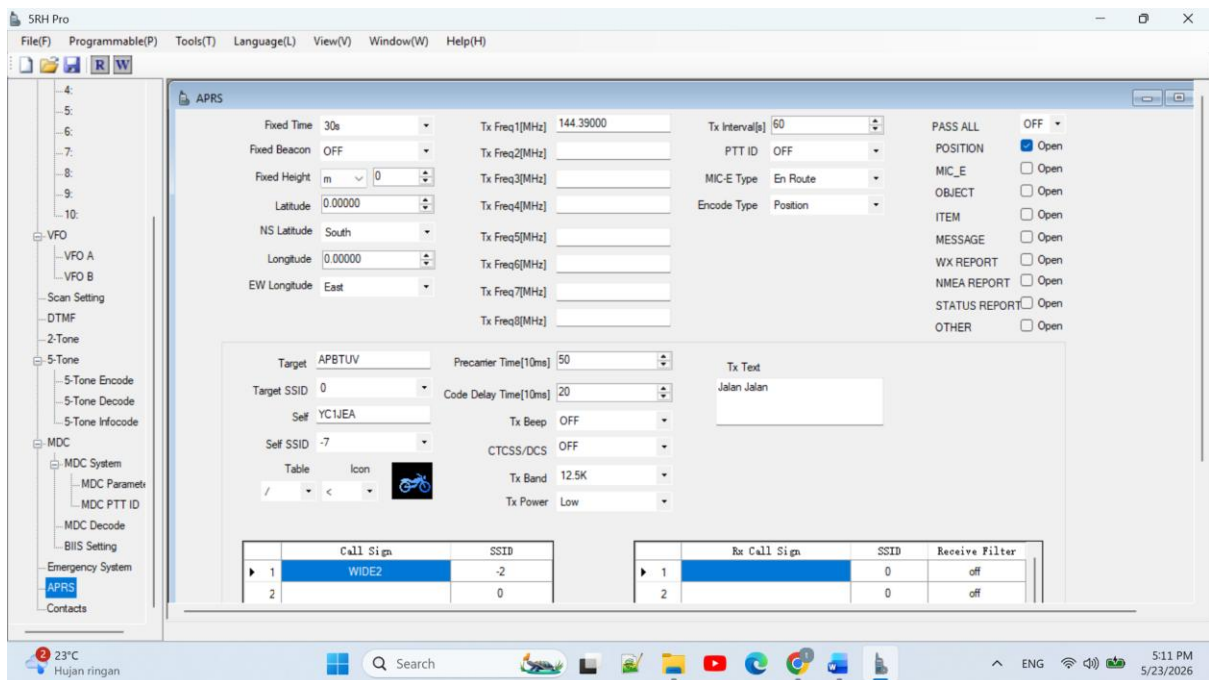 5RH Pro
File(F) Programmable(P) Tools(T) Language(L) View(V) Window(W) Help(H)
R W
4:
5:
6:
7:
8:
9:
10:
VFO
VFO A
VFO B
Scan Setting
DTMF
2-Tone
5-Tone
5-Tone Encode
5-Tone Decode
5-Tone Infocode
MDC
MDC System
MDC Paramete
MDC PTT ID
MDC Decode
BIIS Setting
Emergency System
APRS
Contacts
APRS
Fixed Time 30s
Fixed Beacon OFF
Fixed Height m 0
Latitude 0.00000
NS Latitude South
Longitude 0.00000
EW Longitude East
Tx Freq1[MHz] 144.39000
Tx Freq2[MHz]
Tx Freq3[MHz]
Tx Freq4[MHz]
Tx Freq5[MHz]
Tx Freq6[MHz]
Tx Freq7[MHz]
Tx Freq8[MHz]
Tx Interval[s] 60
PTT ID OFF
MIC-E Type En Route
Encode Type Position
PASS ALL OFF
POSITION Open
MIC_E Open
OBJECT Open
ITEM Open
MESSAGE Open
WX REPORT Open
NMEA REPORT Open
STATUS REPORT Open
OTHER Open
Target APBTUV
Target SSID 0
Self YC1JEA
Self SSID -7
Table Icon
/ <
Precarrier Time[10ms] 50
Code Delay Time[10ms] 20
Tx Beep OFF
CTCSS/DCS OFF
Tx Band 12.5K
Tx Power Low
Tx Text
Jalan Jalan
Call Sign SSID
1 WIDE2 -2
2 0
Rx Call Sign SSID Receive Filter
1 0 off
2 0 off
2 23°C
Hujan ringan
Search
1
ENG
5:11 PM
5/23/2026